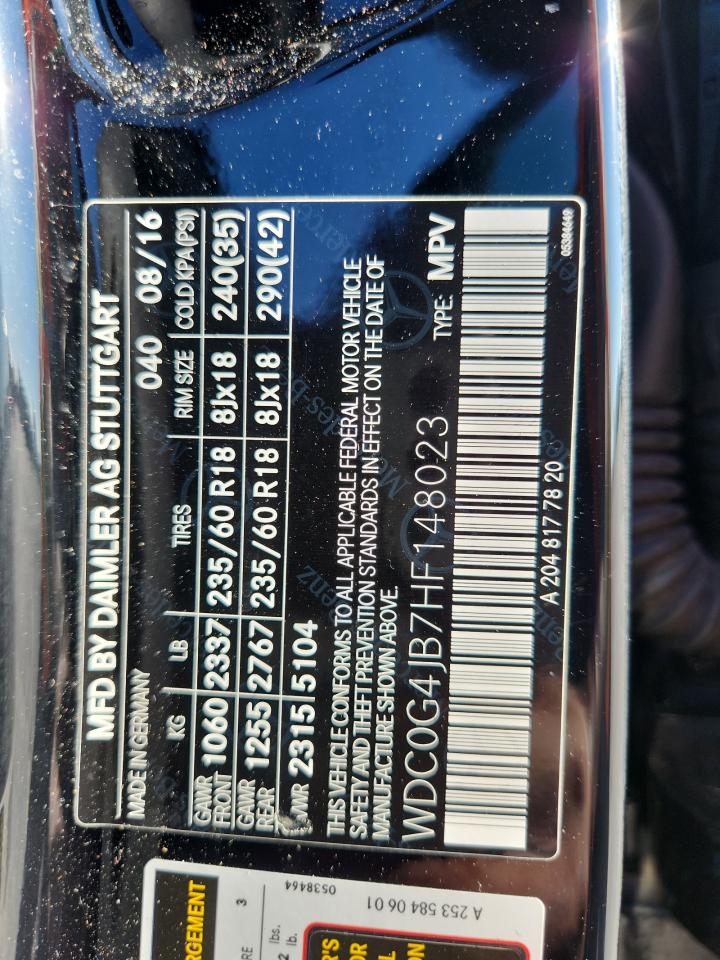 MFD BY DAIMLER AG STUTTGART
MADE IN GERMANY 040 08/16
KG LB TIRES RIM SIZE COLD KPA(PSI)
GAWR FRONT 1060 2337 235/60 R18 8Jx18 240(35)
GAWR REAR 1255 2767 235/60 R18 8Jx18 290(42)
GVWR 2315 5104
THIS VEHICLE CONFORMS TO ALL APPLICABLE FEDERAL MOTOR VEHICLE
SAFETY AND THEFT PREVENTION STANDARDS IN EFFECT ON THE DATE OF
MANUFACTURE SHOWN ABOVE.
WDC0G4JB7HF148023 TYPE: MPV
A 204 817 78 20
05384649
RGEMENT
3
lbs.
lb.
0538464
A 253 584 06 01